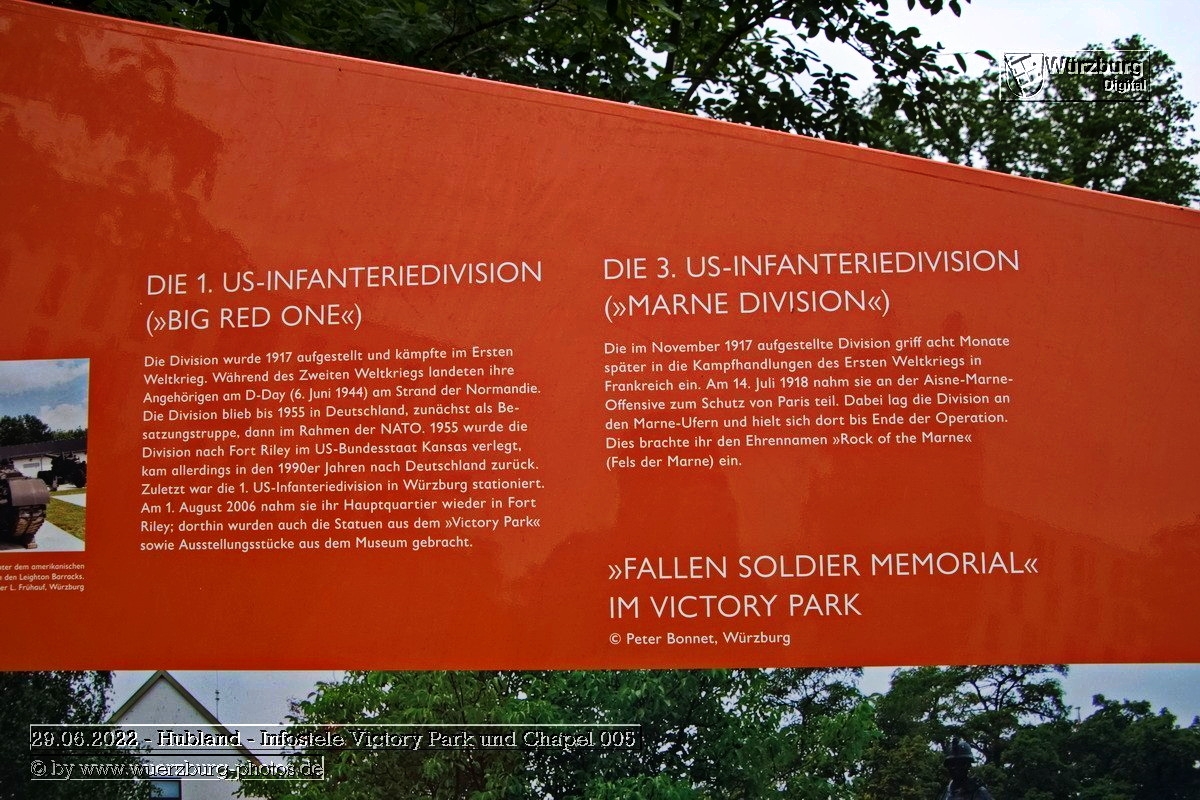 Würzburg
Digital
DIE 1. US-INFANTERIEDIVISION
(»BIG RED ONE«)
Die Division wurde 1917 aufgestellt und kämpfte im Ersten
Weltkrieg. Während des Zweiten Weltkriegs landeten ihre
Angehörigen am D-Day (6. Juni 1944) am Strand der Normandie.
Die Division blieb bis 1955 in Deutschland, zunächst als Be-
satzungstruppe, dann im Rahmen der NATO. 1955 wurde die
Division nach Fort Riley im US-Bundesstaat Kansas verlegt,
kam allerdings in den 1990er Jahren nach Deutschland zurück.
Zuletzt war die 1. US-Infanteriedivision in Würzburg stationiert.
Am 1. August 2006 nahm sie ihr Hauptquartier wieder in Fort
Riley; dorthin wurden auch die Statuen aus dem »Victory Park«
sowie Ausstellungsstücke aus dem Museum gebracht.
DIE 3. US-INFANTERIEDIVISION
(»MARNE DIVISION«)
Die im November 1917 aufgestellte Division griff acht Monate
später in die Kampfhandlungen des Ersten Weltkriegs in
Frankreich ein. Am 14. Juli 1918 nahm sie an der Aisne-Marne-
Offensive zum Schutz von Paris teil. Dabei lag die Division an
den Marne-Ufern und hielt sich dort bis Ende der Operation.
Dies brachte ihr den Ehrennamen »Rock of the Marne«
(Fels der Marne) ein.
»FALLEN SOLDIER MEMORIAL«
IM VICTORY PARK
© Peter Bonnet, Würzburg
dem amerikanischen
den Leighton Barracks.
L. Frühauf, Würzburg
29.06.2022 - Hubland - Infostele Victory Park und Chapel 005
© by www.wuerzburg-photos.de